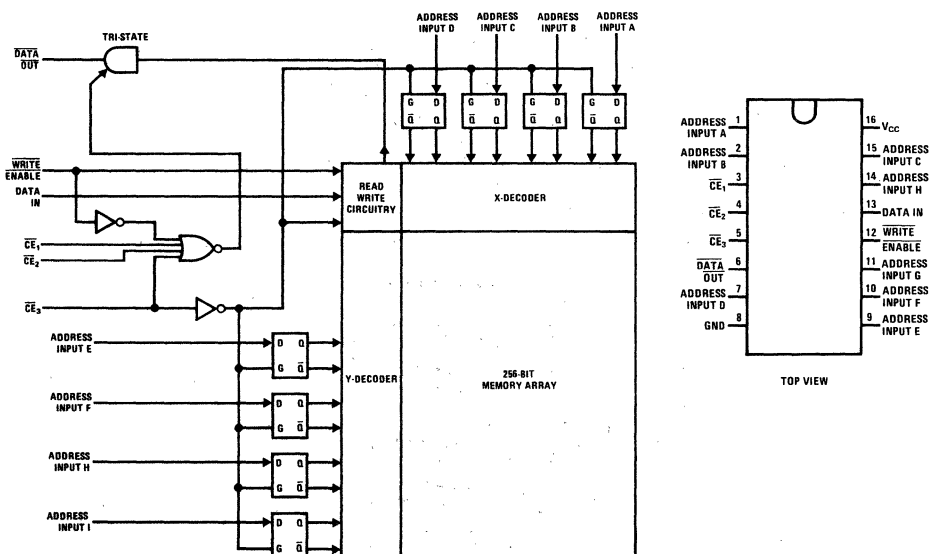 ADDRESS INPUT D
ADDRESS INPUT C
ADDRESS INPUT B
ADDRESS INPUT A
TRI-STATE
DATA OUT
G D
Q̅ Q
G D
Q̅ Q
G D
Q̅ Q
G D
Q̅ Q
WRITE ENABLE
DATA IN
READ WRITE CIRCUITRY
X-DECODER
CE1
CE2
CE3
ADDRESS INPUT E
D Q
G Q̅
Y-DECODER
256-BIT MEMORY ARRAY
ADDRESS INPUT F
D Q
G Q̅
ADDRESS INPUT H
D Q
G Q̅
ADDRESS INPUT I
D Q
G Q̅
ADDRESS INPUT A 1
16 VCC
ADDRESS INPUT B 2
15 ADDRESS INPUT C
CE1 3
14 ADDRESS INPUT H
CE2 4
13 DATA IN
CE3 5
12 WRITE ENABLE
DATA OUT 6
11 ADDRESS INPUT G
ADDRESS INPUT D 7
10 ADDRESS INPUT F
GND 8
9 ADDRESS INPUT E
TOP VIEW